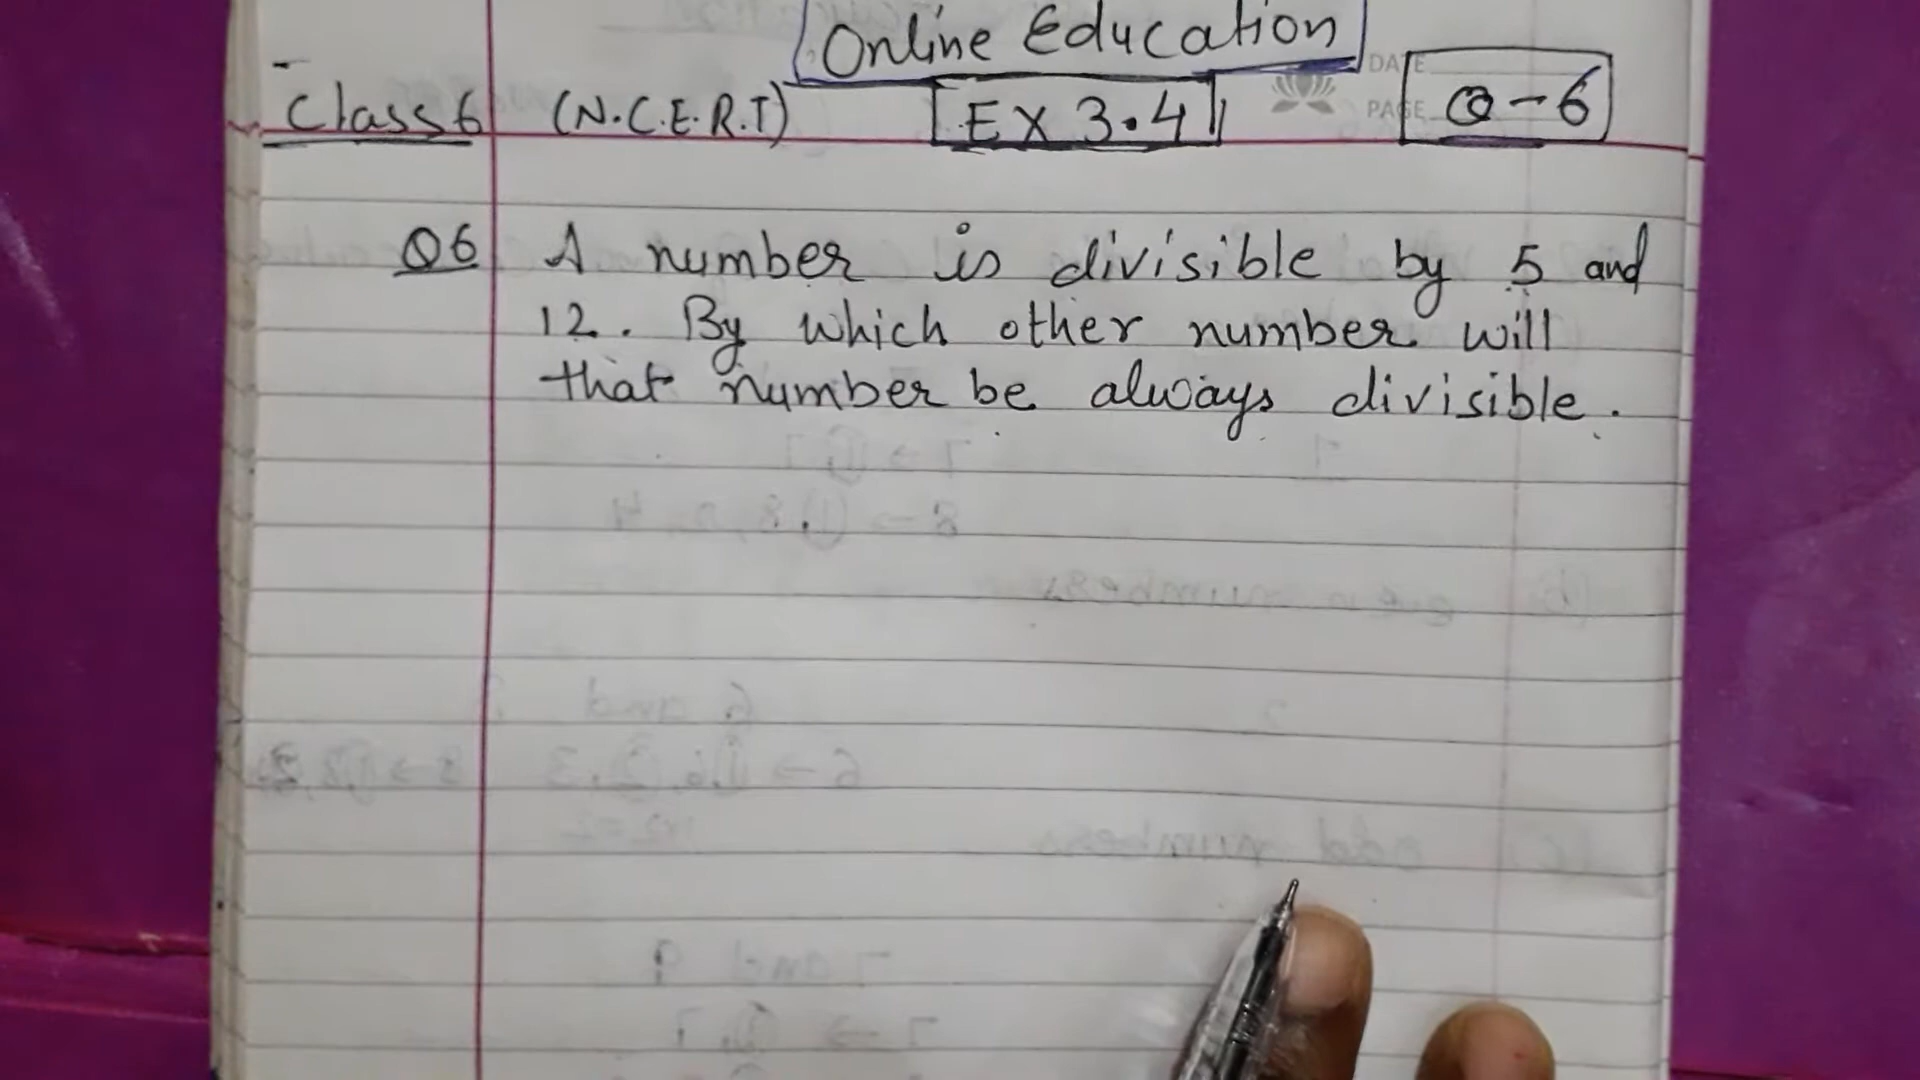 Online Education
Class 6 (N.C.E.R.T) EX 3.4 Q-6
DATE
PAGE
Q6 A number is divisible by 5 and
12. By which other number will
that number be always divisible.